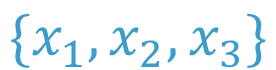 {x₁, x₂, x₃}